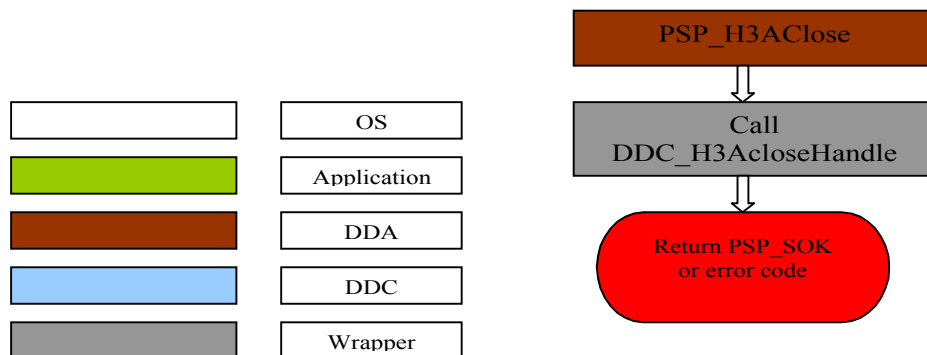 PSP_H3AClose
Call
DDC_H3AcloseHandle
Return PSP_SOK
or error code
OS
Application
DDA
DDC
Wrapper